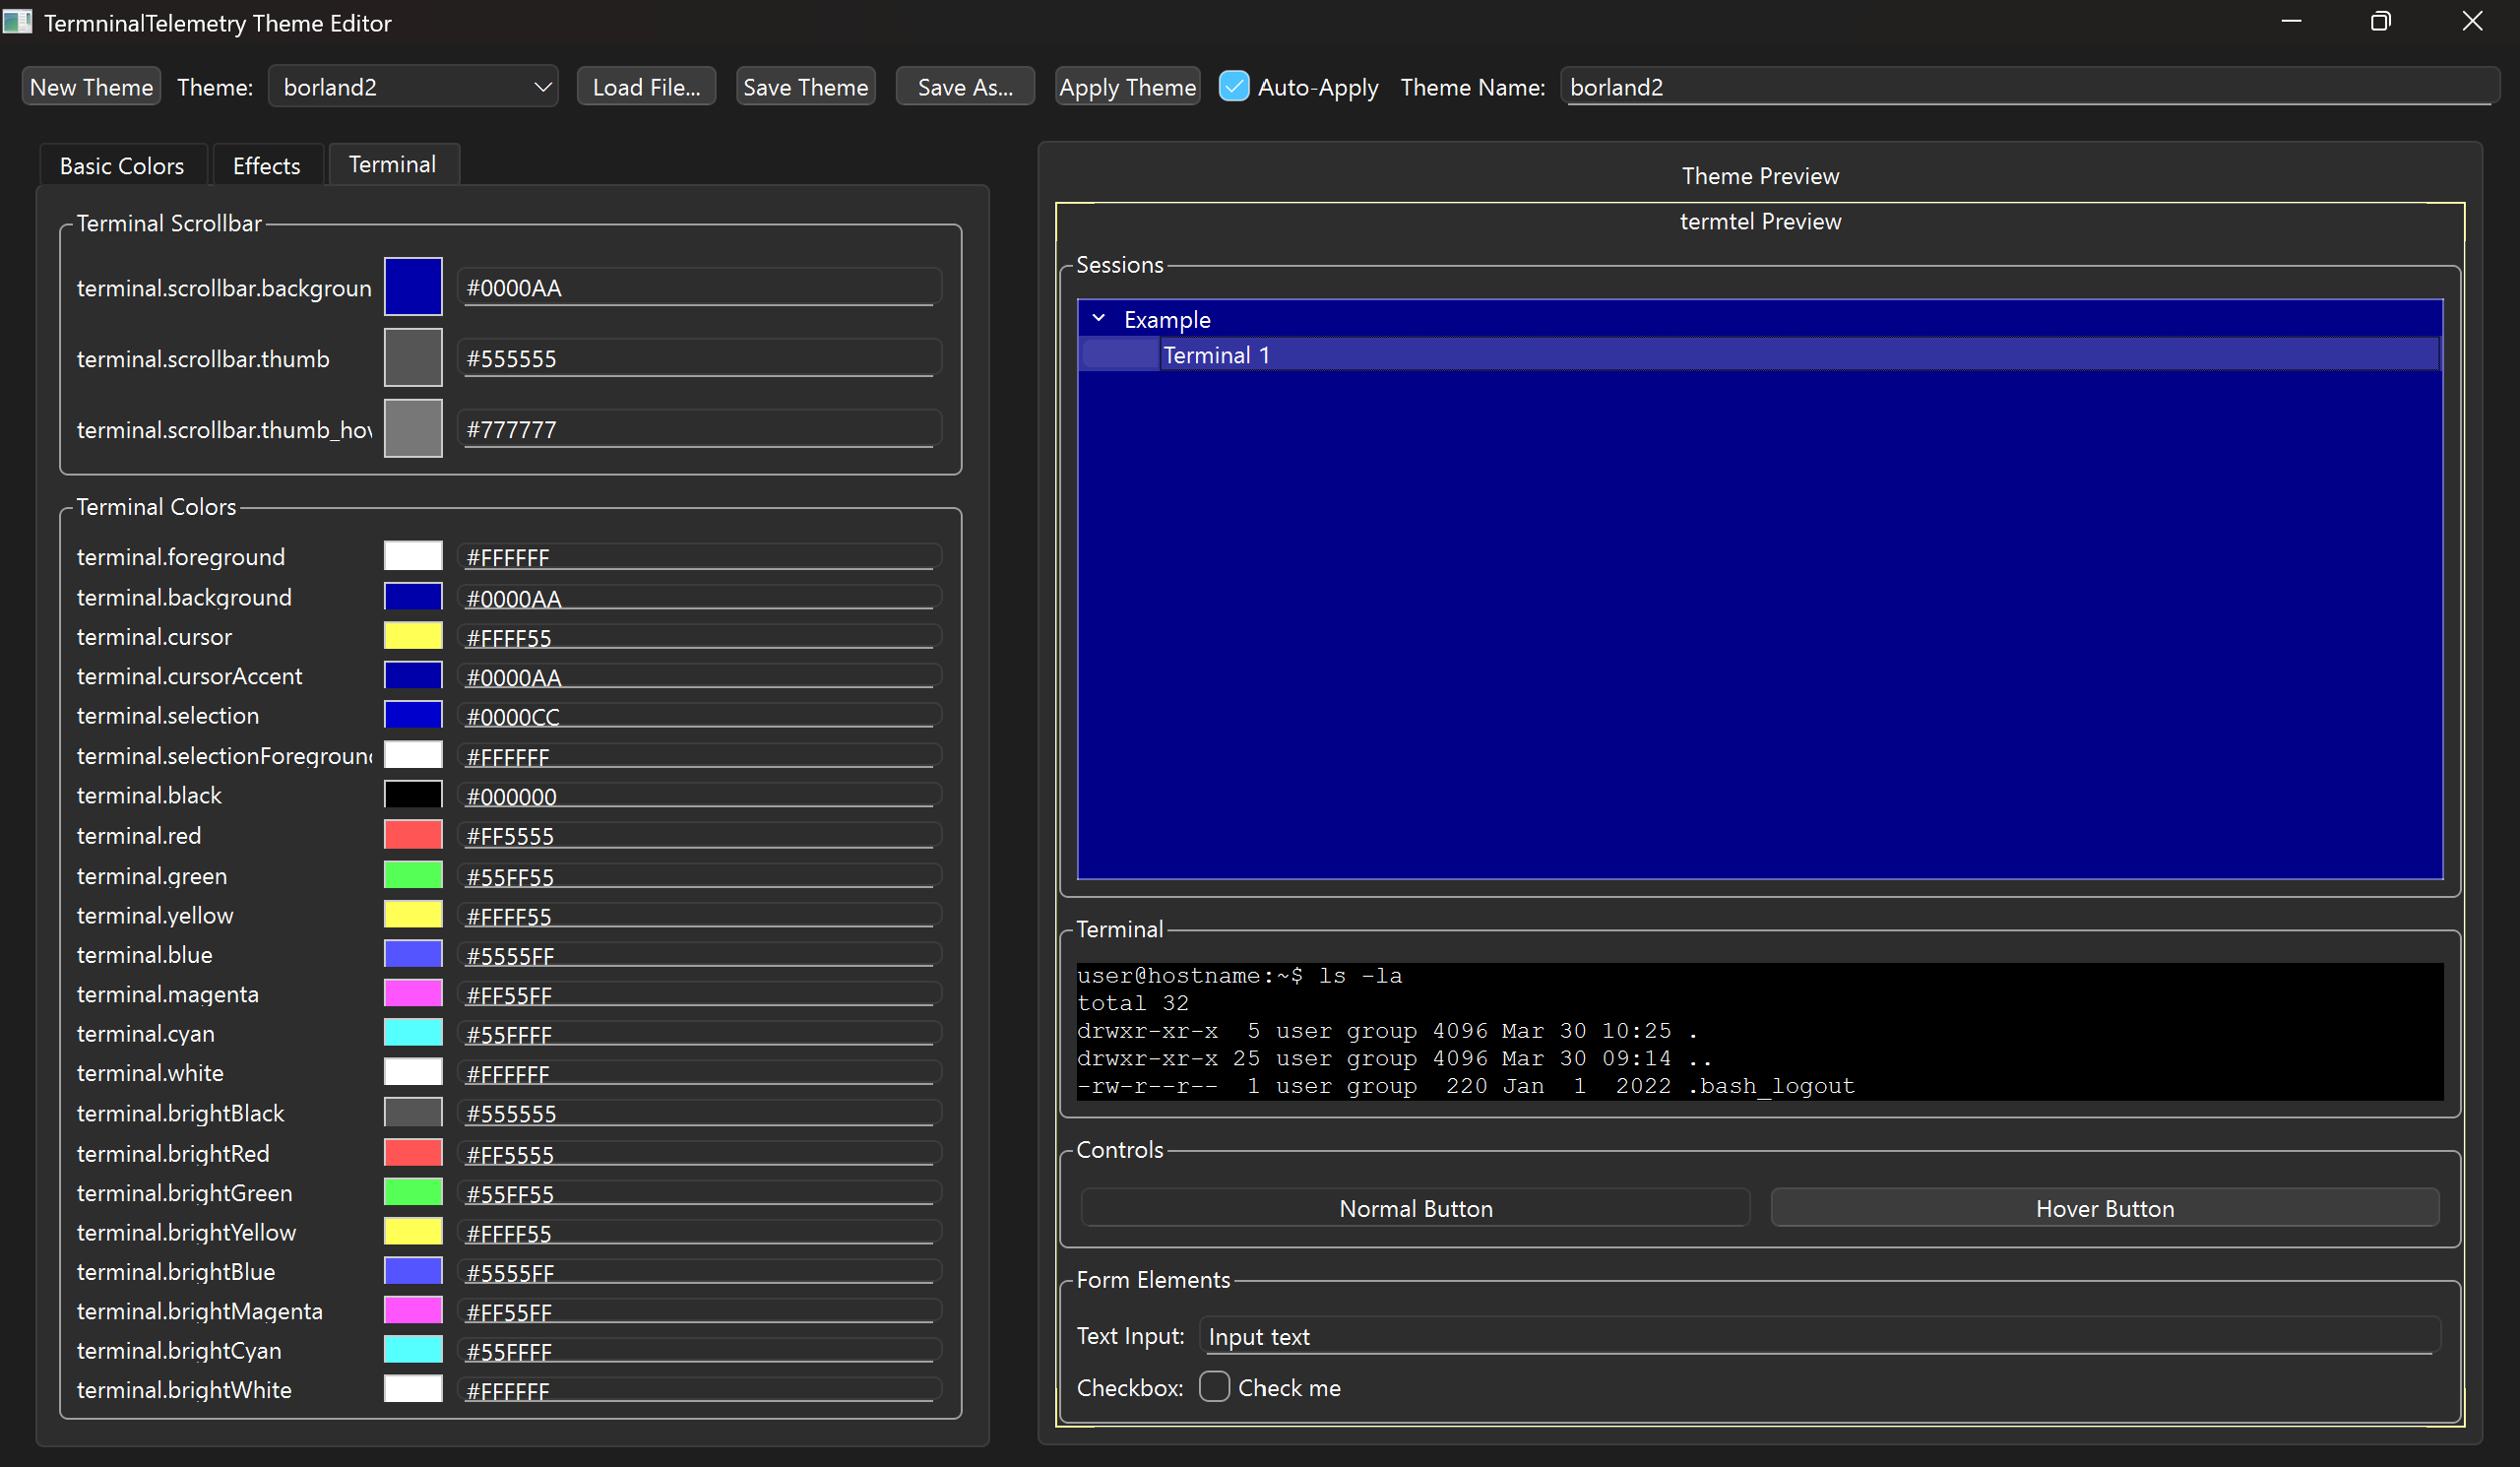 TermninalTelemetry Theme Editor
New Theme Theme: borland2 Load File... Save Theme Save As... Apply Theme Auto-Apply Theme Name: borland2
Basic Colors Effects Terminal
Terminal Scrollbar
terminal.scrollbar.backgroun #0000AA
terminal.scrollbar.thumb #555555
terminal.scrollbar.thumb_hov #777777
Terminal Colors
terminal.foreground #FFFFFF
terminal.background #0000AA
terminal.cursor #FFFF55
terminal.cursorAccent #0000AA
terminal.selection #0000CC
terminal.selectionForeground #FFFFFF
terminal.black #000000
terminal.red #FF5555
terminal.green #55FF55
terminal.yellow #FFFF55
terminal.blue #5555FF
terminal.magenta #FF55FF
terminal.cyan #55FFFF
terminal.white #FFFFFF
terminal.brightBlack #555555
terminal.brightRed #FF5555
terminal.brightGreen #55FF55
terminal.brightYellow #FFFF55
terminal.brightBlue #5555FF
terminal.brightMagenta #FF55FF
terminal.brightCyan #55FFFF
terminal.brightWhite #FFFFFF
Theme Preview
termtel Preview
Sessions
Example
Terminal 1
Terminal
user@hostname:~$ ls -la
total 32
drwxr-xr-x  5 user group 4096 Mar 30 10:25 .
drwxr-xr-x 25 user group 4096 Mar 30 09:14 ..
-rw-r--r--  1 user group  220 Jan  1  2022 .bash_logout
Controls
Normal Button Hover Button
Form Elements
Text Input: Input text
Checkbox: Check me